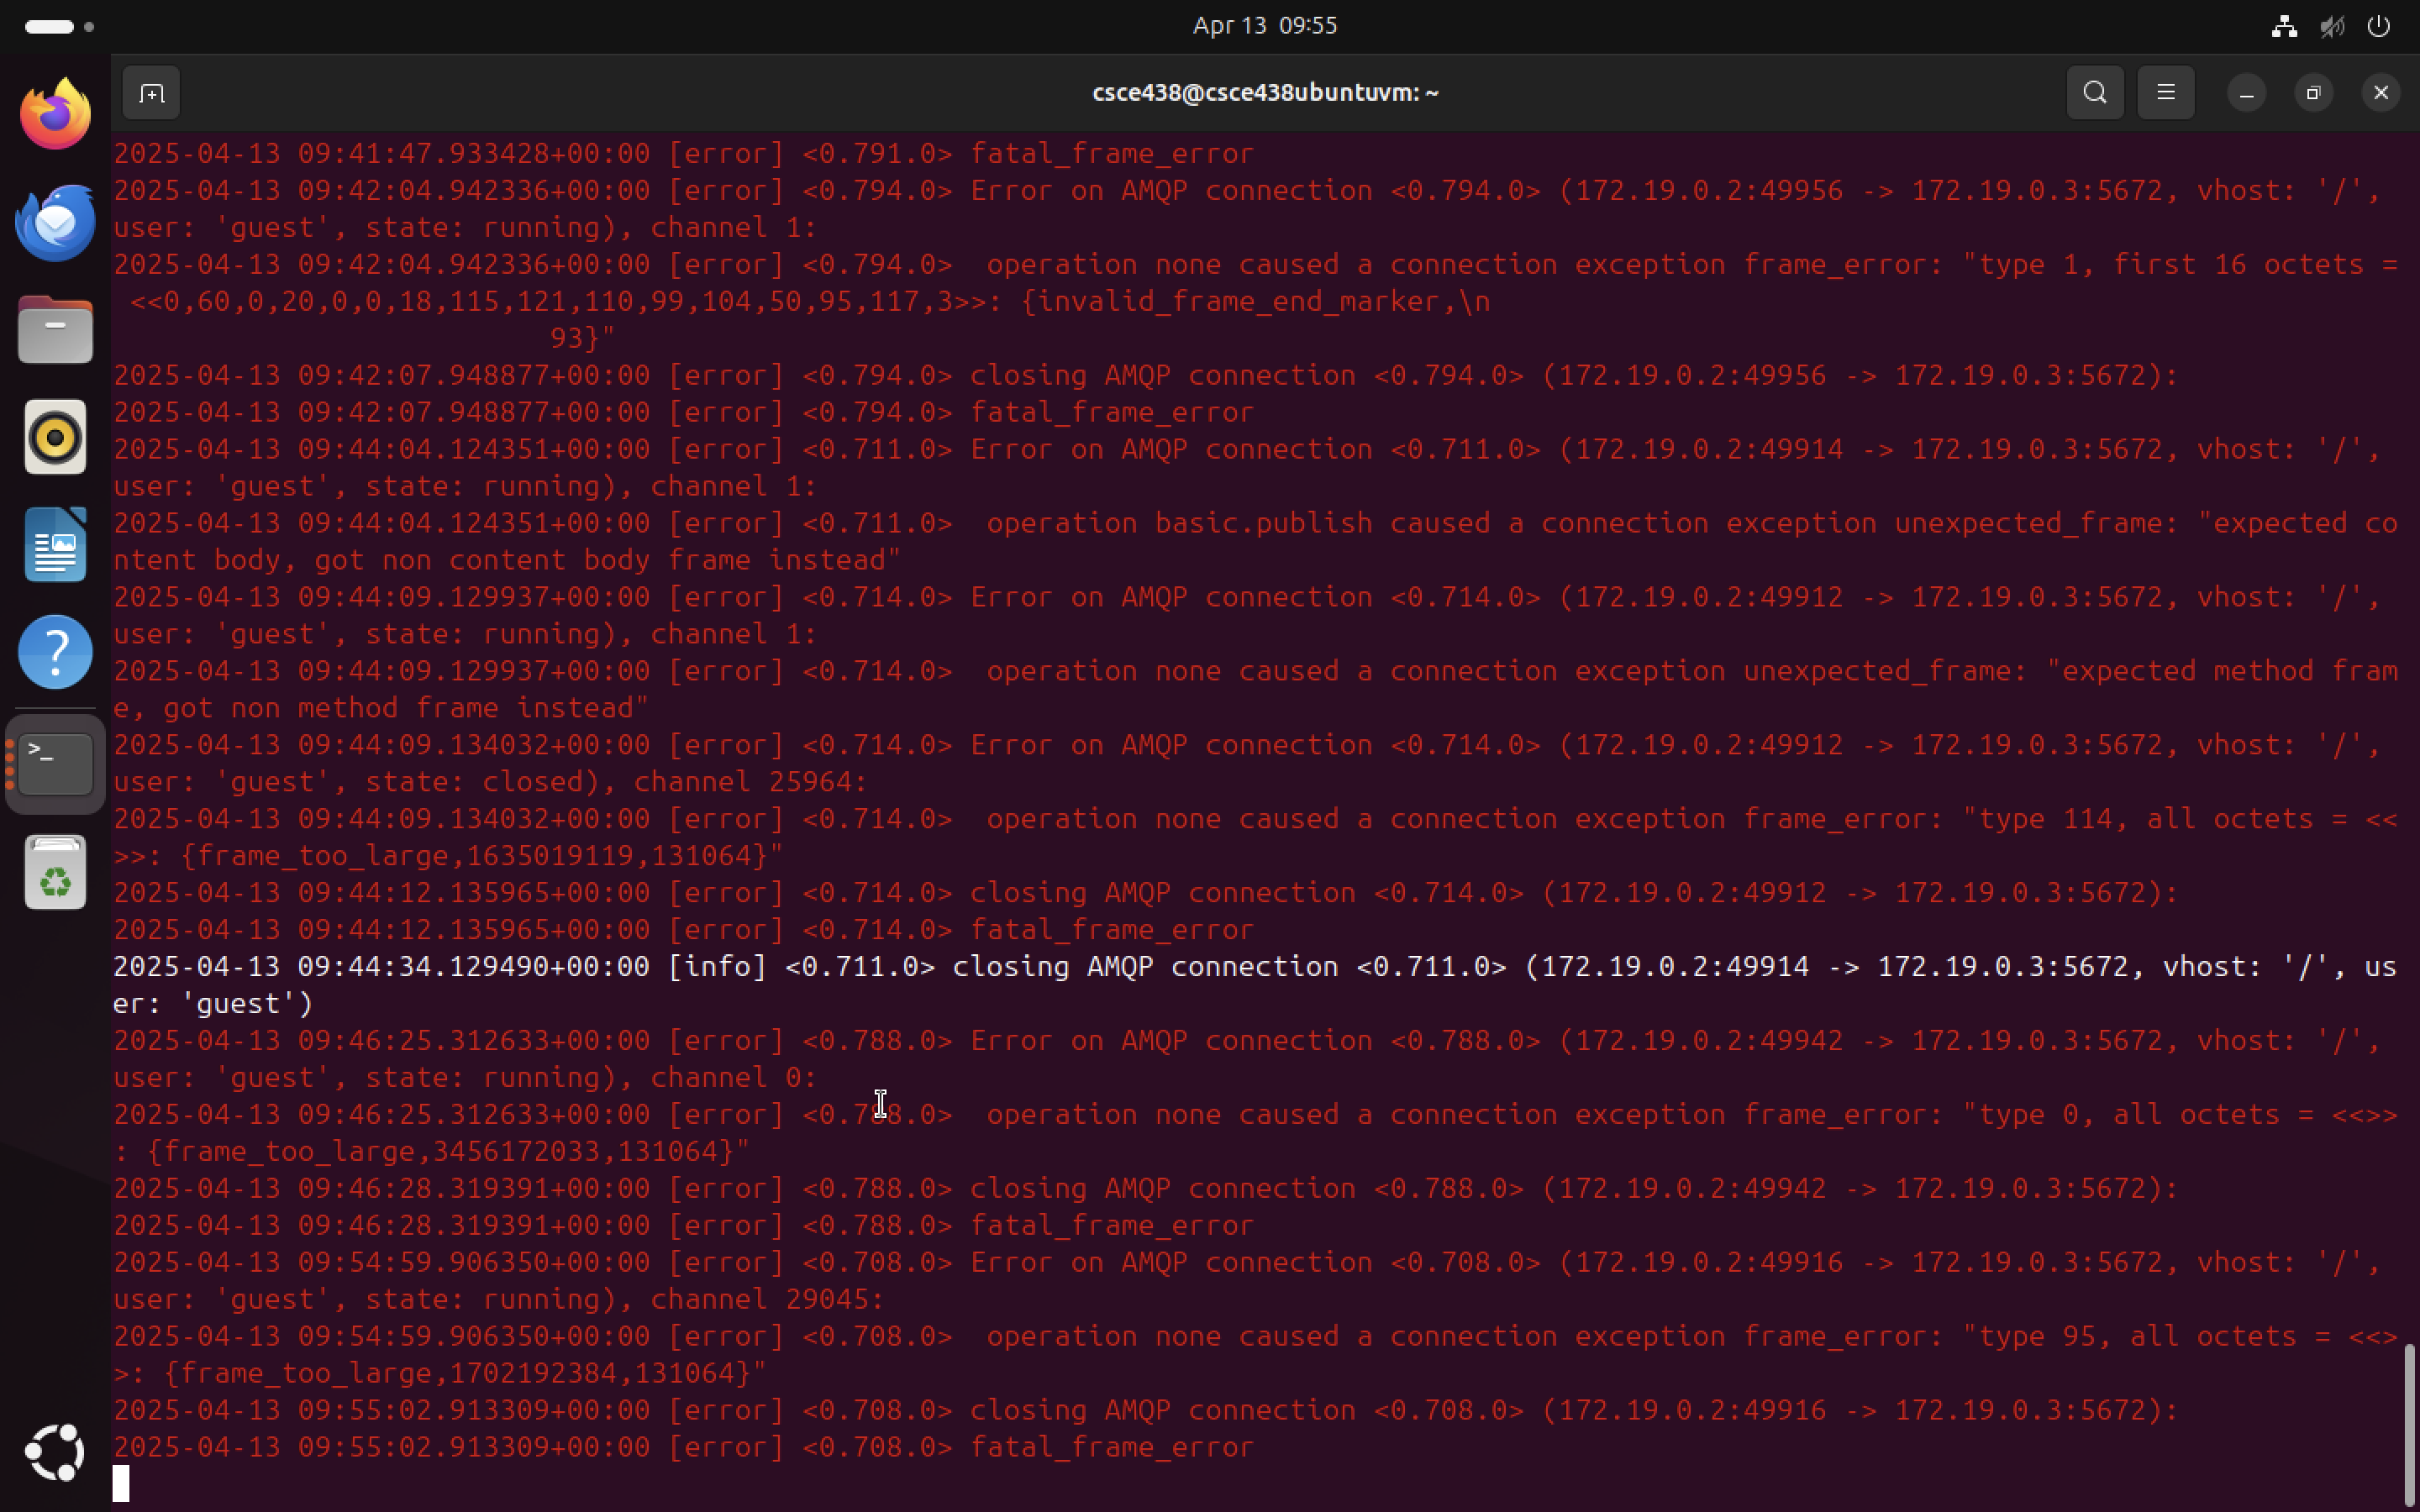 Apr 13 09:55
csce438@csce438ubuntuvm: ~
2025-04-13 09:41:47.933428+00:00 [error] <0.791.0> fatal_frame_error
2025-04-13 09:42:04.942336+00:00 [error] <0.794.0> Error on AMQP connection <0.794.0> (172.19.0.2:49956 -> 172.19.0.3:5672, vhost: '/',
user: 'guest', state: running), channel 1:
2025-04-13 09:42:04.942336+00:00 [error] <0.794.0>  operation none caused a connection exception frame_error: "type 1, first 16 octets =
<<0,60,0,20,0,0,18,115,121,110,99,104,50,95,117,3>>: {invalid_frame_end_marker,\n
93}"
2025-04-13 09:42:07.948877+00:00 [error] <0.794.0> closing AMQP connection <0.794.0> (172.19.0.2:49956 -> 172.19.0.3:5672):
2025-04-13 09:42:07.948877+00:00 [error] <0.794.0> fatal_frame_error
2025-04-13 09:44:04.124351+00:00 [error] <0.711.0> Error on AMQP connection <0.711.0> (172.19.0.2:49914 -> 172.19.0.3:5672, vhost: '/',
user: 'guest', state: running), channel 1:
2025-04-13 09:44:04.124351+00:00 [error] <0.711.0>  operation basic.publish caused a connection exception unexpected_frame: "expected co
ntent body, got non content body frame instead"
2025-04-13 09:44:09.129937+00:00 [error] <0.714.0> Error on AMQP connection <0.714.0> (172.19.0.2:49912 -> 172.19.0.3:5672, vhost: '/',
user: 'guest', state: running), channel 1:
2025-04-13 09:44:09.129937+00:00 [error] <0.714.0>  operation none caused a connection exception unexpected_frame: "expected method fram
e, got non method frame instead"
2025-04-13 09:44:09.134032+00:00 [error] <0.714.0> Error on AMQP connection <0.714.0> (172.19.0.2:49912 -> 172.19.0.3:5672, vhost: '/',
user: 'guest', state: closed), channel 25964:
2025-04-13 09:44:09.134032+00:00 [error] <0.714.0>  operation none caused a connection exception frame_error: "type 114, all octets = <<
>>: {frame_too_large,1635019119,131064}"
2025-04-13 09:44:12.135965+00:00 [error] <0.714.0> closing AMQP connection <0.714.0> (172.19.0.2:49912 -> 172.19.0.3:5672):
2025-04-13 09:44:12.135965+00:00 [error] <0.714.0> fatal_frame_error
2025-04-13 09:44:34.129490+00:00 [info] <0.711.0> closing AMQP connection <0.711.0> (172.19.0.2:49914 -> 172.19.0.3:5672, vhost: '/', us
er: 'guest')
2025-04-13 09:46:25.312633+00:00 [error] <0.788.0> Error on AMQP connection <0.788.0> (172.19.0.2:49942 -> 172.19.0.3:5672, vhost: '/',
user: 'guest', state: running), channel 0:
2025-04-13 09:46:25.312633+00:00 [error] <0.788.0>  operation none caused a connection exception frame_error: "type 0, all octets = <<>>
: {frame_too_large,3456172033,131064}"
2025-04-13 09:46:28.319391+00:00 [error] <0.788.0> closing AMQP connection <0.788.0> (172.19.0.2:49942 -> 172.19.0.3:5672):
2025-04-13 09:46:28.319391+00:00 [error] <0.788.0> fatal_frame_error
2025-04-13 09:54:59.906350+00:00 [error] <0.708.0> Error on AMQP connection <0.708.0> (172.19.0.2:49916 -> 172.19.0.3:5672, vhost: '/',
user: 'guest', state: running), channel 29045:
2025-04-13 09:54:59.906350+00:00 [error] <0.708.0>  operation none caused a connection exception frame_error: "type 95, all octets = <<>
>: {frame_too_large,1702192384,131064}"
2025-04-13 09:55:02.913309+00:00 [error] <0.708.0> closing AMQP connection <0.708.0> (172.19.0.2:49916 -> 172.19.0.3:5672):
2025-04-13 09:55:02.913309+00:00 [error] <0.708.0> fatal_frame_error